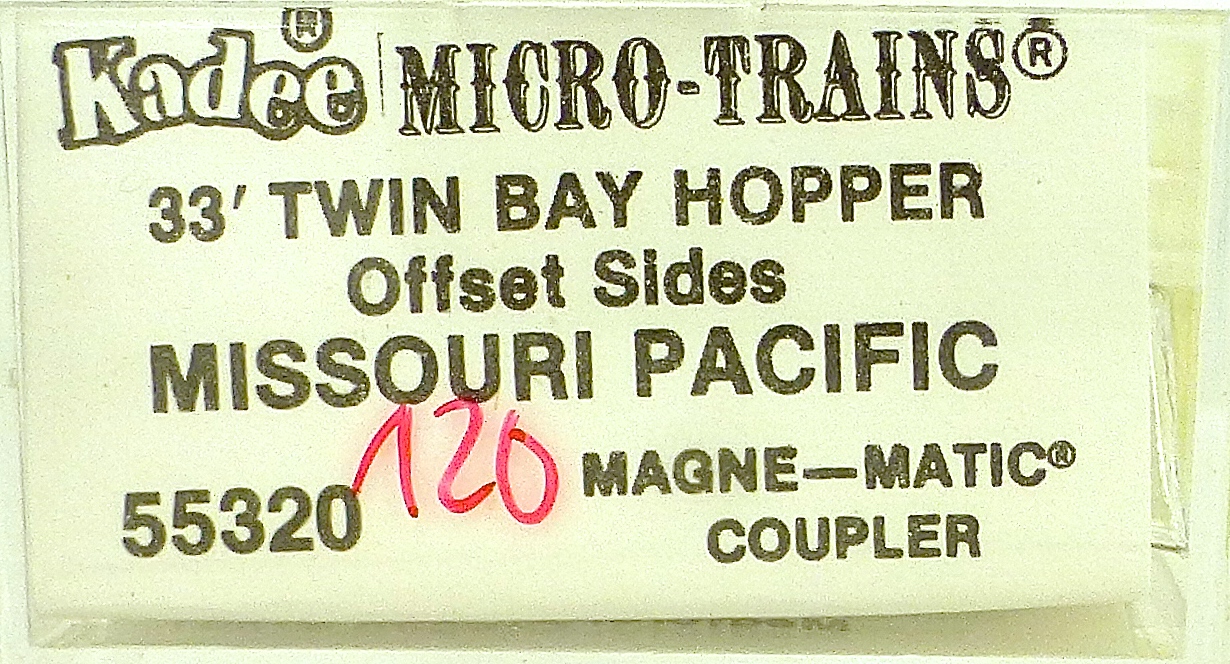 Kadee® MICRO-TRAINS®
33' TWIN BAY HOPPER
Offset Sides
MISSOURI PACIFIC
120
55320 MAGNE—MATIC®
COUPLER